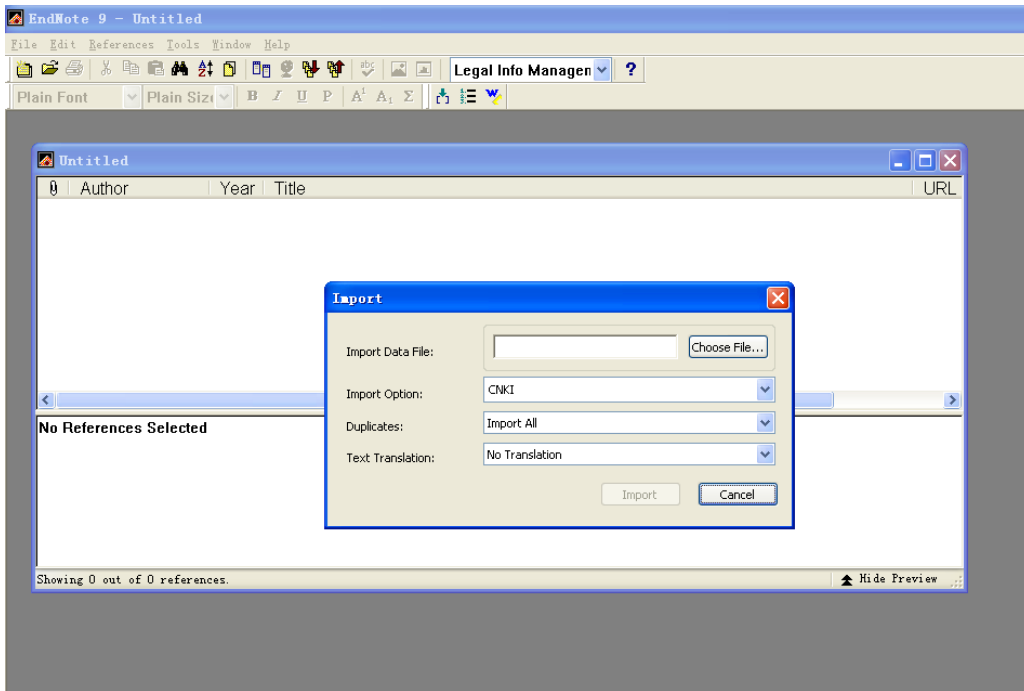 EndNote 9 - Untitled
File Edit References Tools Window Help
abc Legal Info Managen ?
Plain Font Plain Size B I U P A¹ A₁ Σ
Untitled
Author Year Title URL
Import
Import Data File: Choose File...
Import Option: CNKI
Duplicates: Import All
Text Translation: No Translation
Import Cancel
No References Selected
Showing 0 out of 0 references. Hide Preview